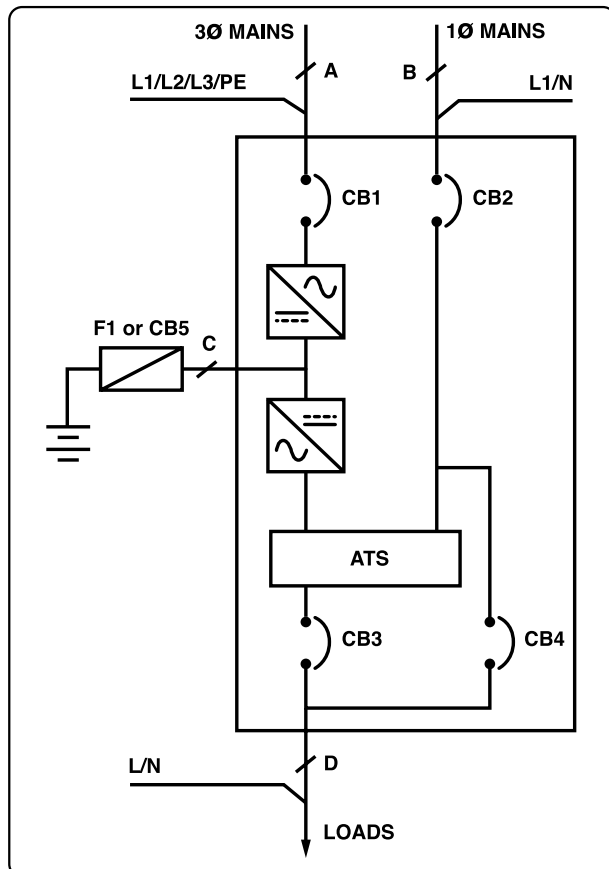 3Ø MAINS
1Ø MAINS
A
B
L1/L2/L3/PE
L1/N
CB1
CB2
F1 or CB5
C
ATS
CB3
CB4
D
L/N
LOADS